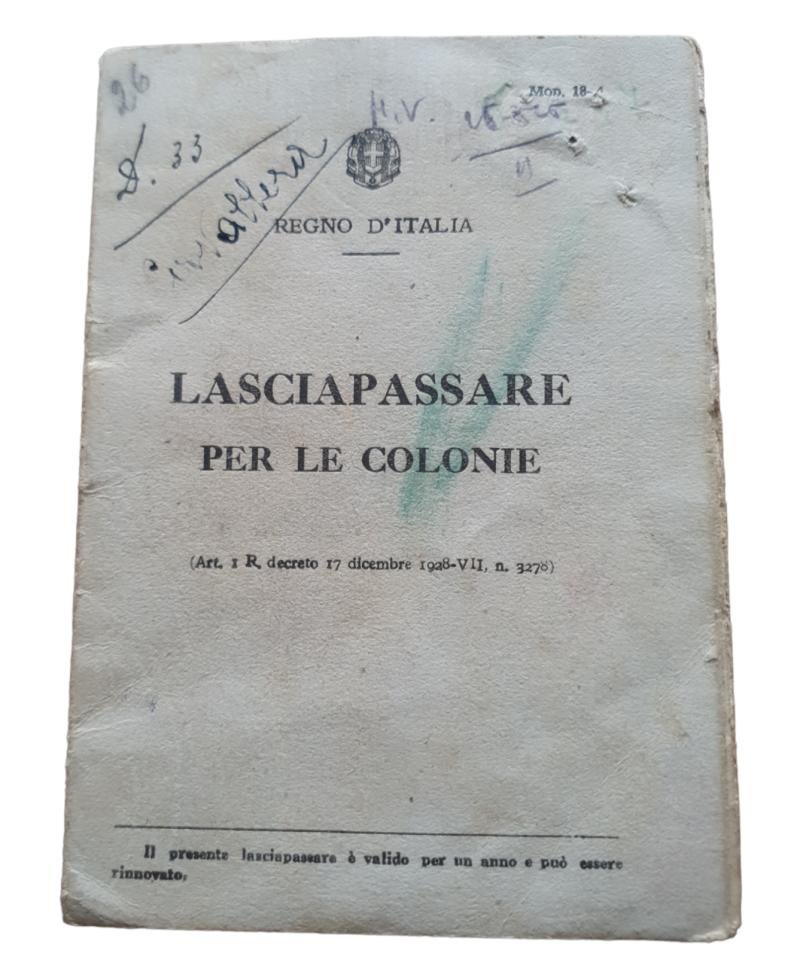 26
Mod. 18-A
H.V.
D. 33
REGNO D'ITALIA
LASCIAPASSARE
PER LE COLONIE
(Art. 1 R. decreto 17 dicembre 1928-VII, n. 3278)
Il presente lasciapassare è valido per un anno e può essere
rinnovato.